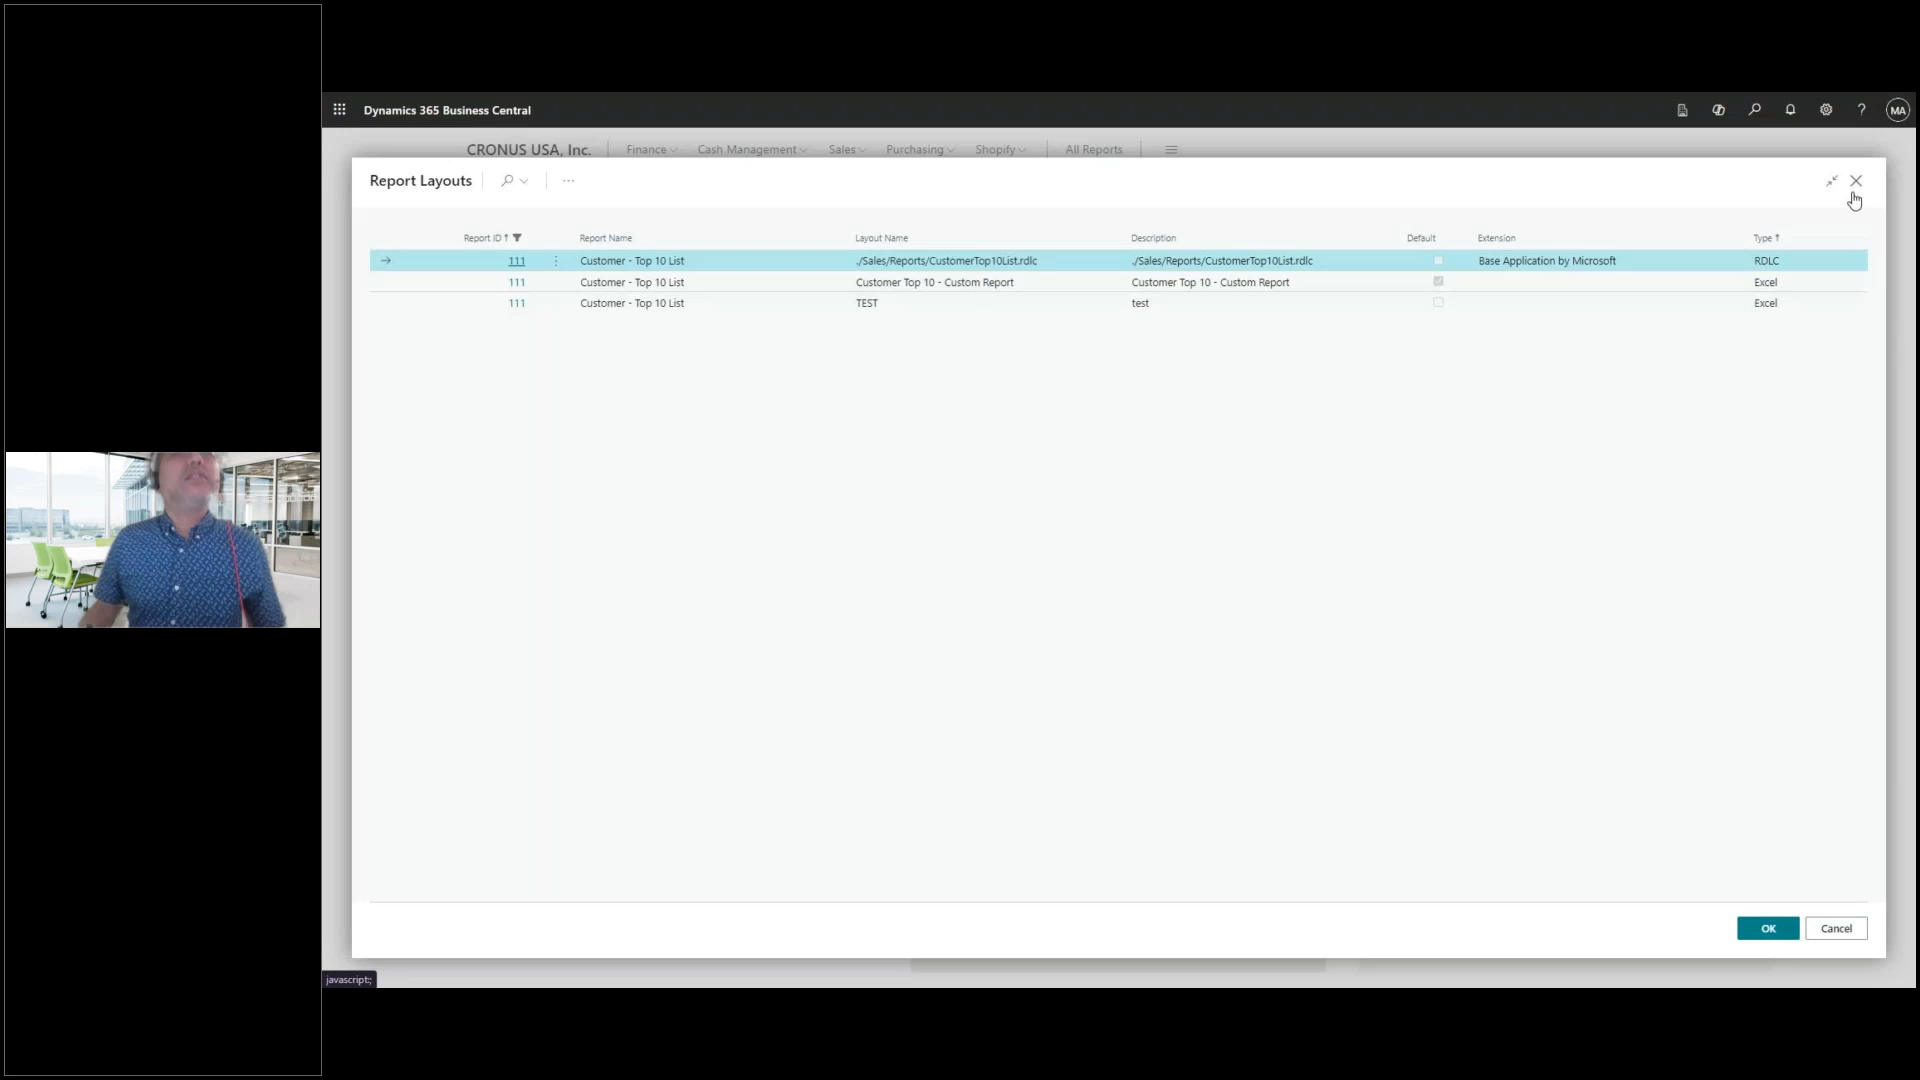 Dynamics 365 Business Central
MA
CRONUS USA, Inc. Finance Cash Management Sales Purchasing Shopify All Reports
Report Layouts
Report ID ↑ Report Name Layout Name Description Default Extension Type ↑
111 Customer - Top 10 List ./Sales/Reports/CustomerTop10List.rdlc ./Sales/Reports/CustomerTop10List.rdlc Base Application by Microsoft RDLC
111 Customer - Top 10 List Customer Top 10 - Custom Report Customer Top 10 - Custom Report Excel
111 Customer - Top 10 List TEST test Excel
OK Cancel
javascript:;